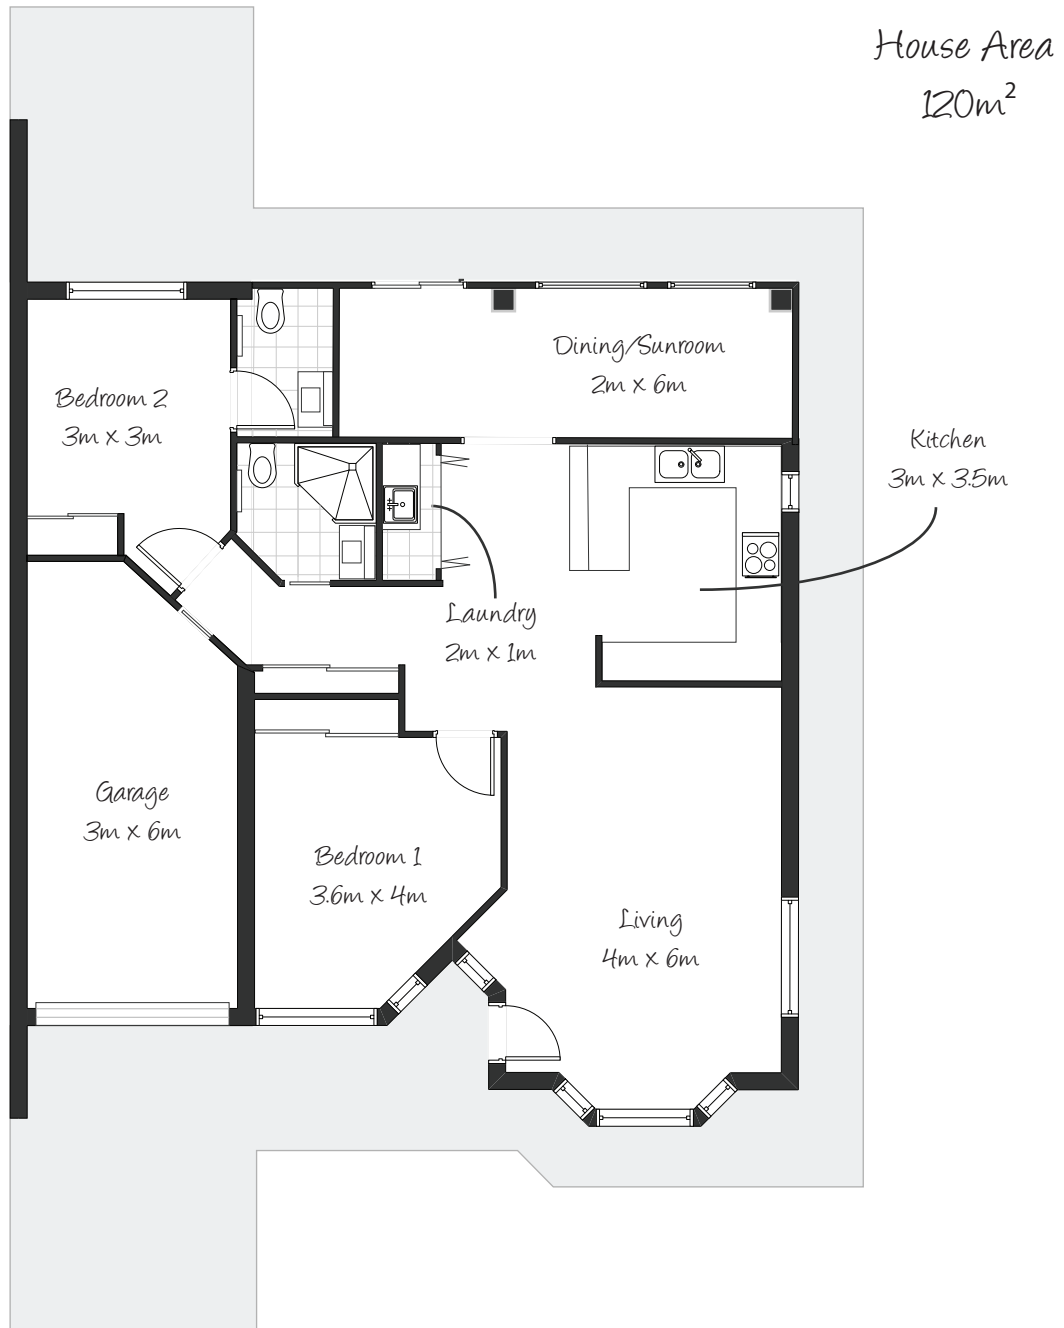 House Area
120m²
Dining/Sunroom
2m x 6m
Bedroom 2
3m x 3m
Kitchen
3m x 3.5m
Laundry
2m x 1m
Garage
3m x 6m
Bedroom 1
3.6m x 4m
Living
4m x 6m